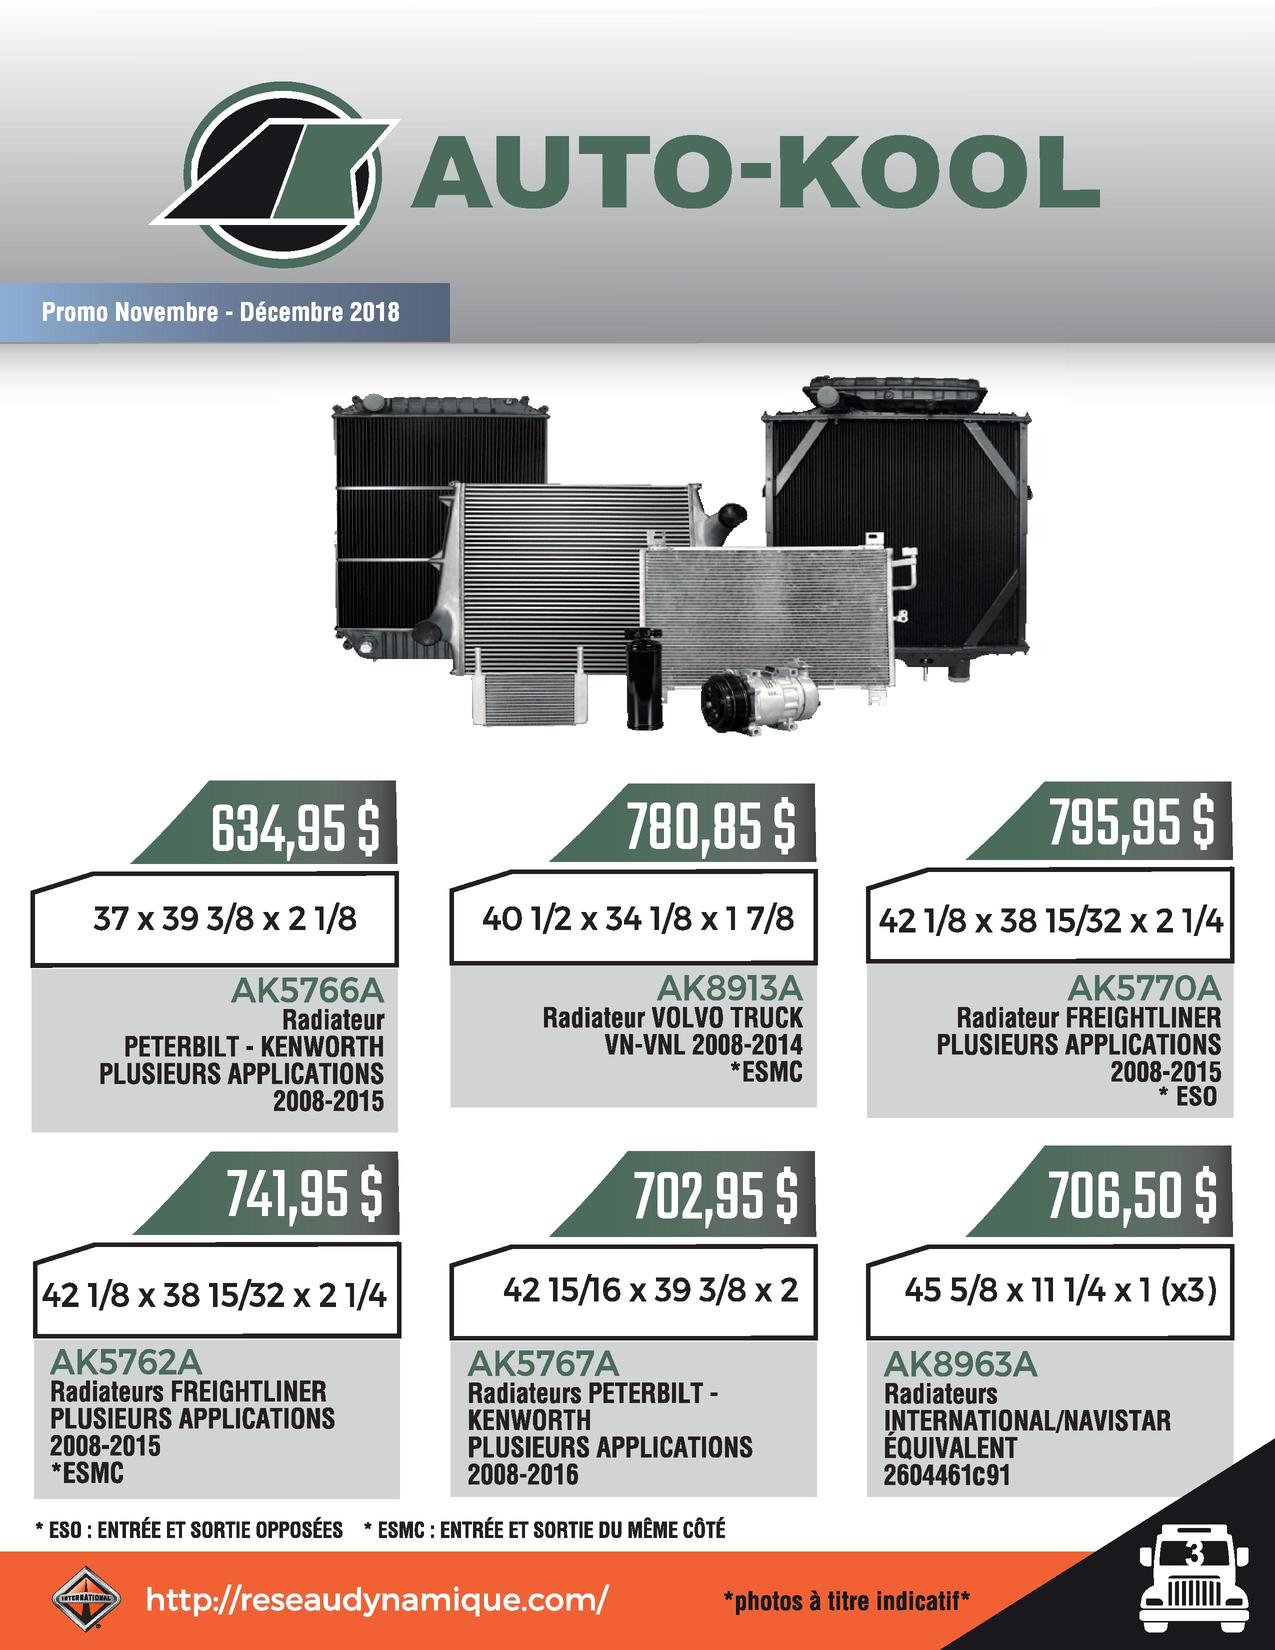 AUTO-KOOL
Promo Novembre - Décembre 2018
634,95 $
37 x 39 3/8 x 2 1/8
AK5766A
Radiateur
PETERBILT - KENWORTH
PLUSIEURS APPLICATIONS
2008-2015
780,85 $
40 1/2 x 34 1/8 x 1 7/8
AK8913A
Radiateur VOLVO TRUCK
VN-VNL 2008-2014
*ESMC
795,95 $
42 1/8 x 38 15/32 x 2 1/4
AK5770A
Radiateur FREIGHTLINER
PLUSIEURS APPLICATIONS
2008-2015
* ESO
741,95 $
42 1/8 x 38 15/32 x 2 1/4
AK5762A
Radiateurs FREIGHTLINER
PLUSIEURS APPLICATIONS
2008-2015
*ESMC
702,95 $
42 15/16 x 39 3/8 x 2
AK5767A
Radiateurs PETERBILT -
KENWORTH
PLUSIEURS APPLICATIONS
2008-2016
706,50 $
45 5/8 x 11 1/4 x 1 (x3)
AK8963A
Radiateurs
INTERNATIONAL/NAVISTAR
ÉQUIVALENT
2604461c91
* ESO : ENTRÉE ET SORTIE OPPOSÉES * ESMC : ENTRÉE ET SORTIE DU MÊME CÔTÉ
INTERNATIONAL
http://reseaudynamique.com/
*photos à titre indicatif*
3